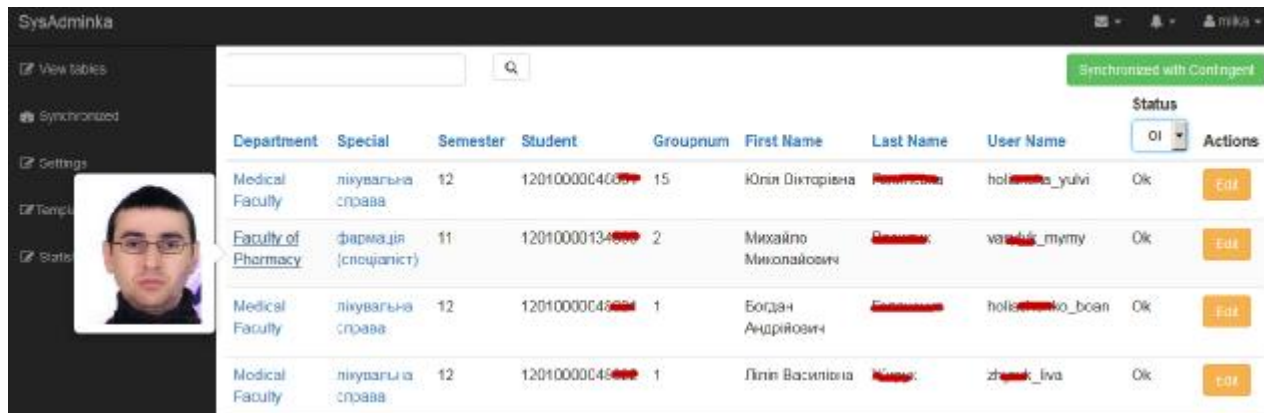 SysAdminka
mika
View tables
Synchronized
Settings
Synchronized with Contingent
Status
Department Special Semester Student Groupnum First Name Last Name User Name Actions
Medical лікувальна 12 15 Юлія Вікторівна Ok Edit
Faculty справа
Faculty of фармація 11 2 Михайло Ok Edit
Pharmacy (спеціаліст) Миколайович
Medical лікувальна 12 1 Богдан Ok Edit
Faculty справа Андрійович
Medical лікувальна 12 1 Лілія Василівна Ok Edit
Faculty справа